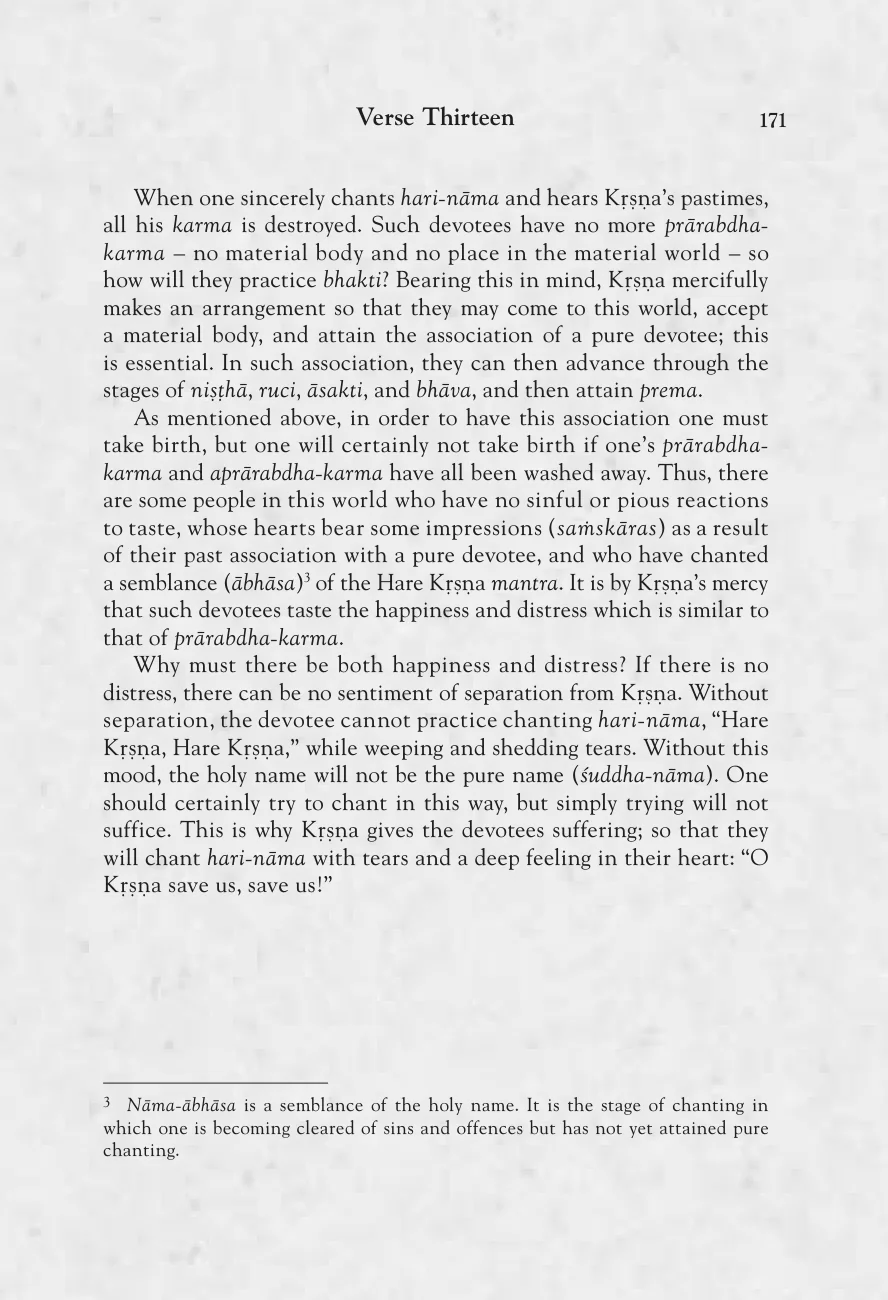 Verse Thirteen 171
When one sincerely chants hari-nāma and hears Kṛṣṇa’s pastimes,
all his karma is destroyed. Such devotees have no more prārabdha-
karma – no material body and no place in the material world – so
how will they practice bhakti? Bearing this in mind, Kṛṣṇa mercifully
makes an arrangement so that they may come to this world, accept
a material body, and attain the association of a pure devotee; this
is essential. In such association, they can then advance through the
stages of niṣṭhā, ruci, āsakti, and bhāva, and then attain prema.
As mentioned above, in order to have this association one must
take birth, but one will certainly not take birth if one’s prārabdha-
karma and aprārabdha-karma have all been washed away. Thus, there
are some people in this world who have no sinful or pious reactions
to taste, whose hearts bear some impressions (saṁskāras) as a result
of their past association with a pure devotee, and who have chanted
a semblance (ābhāsa)³ of the Hare Kṛṣṇa mantra. It is by Kṛṣṇa’s mercy
that such devotees taste the happiness and distress which is similar to
that of prārabdha-karma.
Why must there be both happiness and distress? If there is no
distress, there can be no sentiment of separation from Kṛṣṇa. Without
separation, the devotee cannot practice chanting hari-nāma, “Hare
Kṛṣṇa, Hare Kṛṣṇa,” while weeping and shedding tears. Without this
mood, the holy name will not be the pure name (śuddha-nāma). One
should certainly try to chant in this way, but simply trying will not
suffice. This is why Kṛṣṇa gives the devotees suffering; so that they
will chant hari-nāma with tears and a deep feeling in their heart: “O
Kṛṣṇa save us, save us!”
3 Nāma-ābhāsa is a semblance of the holy name. It is the stage of chanting in
which one is becoming cleared of sins and offences but has not yet attained pure
chanting.